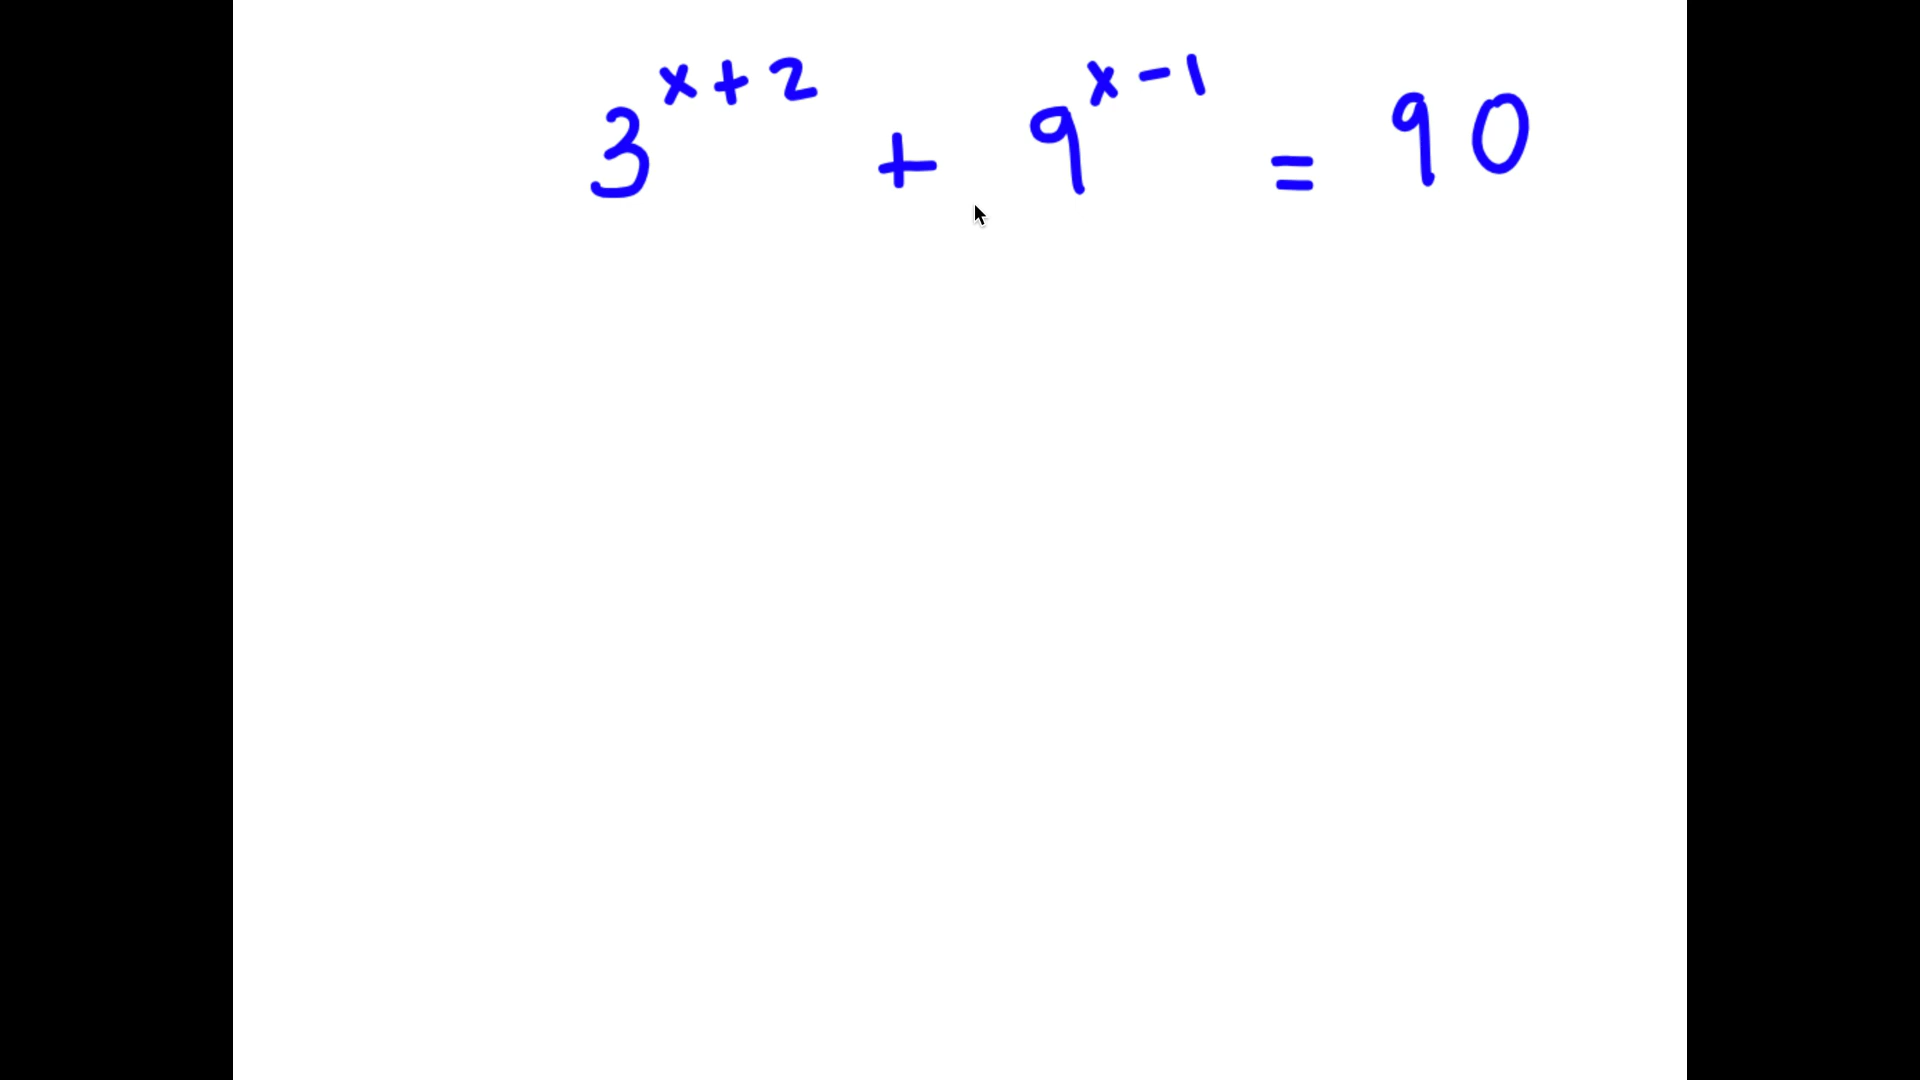 3^{x+2} + 9^{x-1} = 90